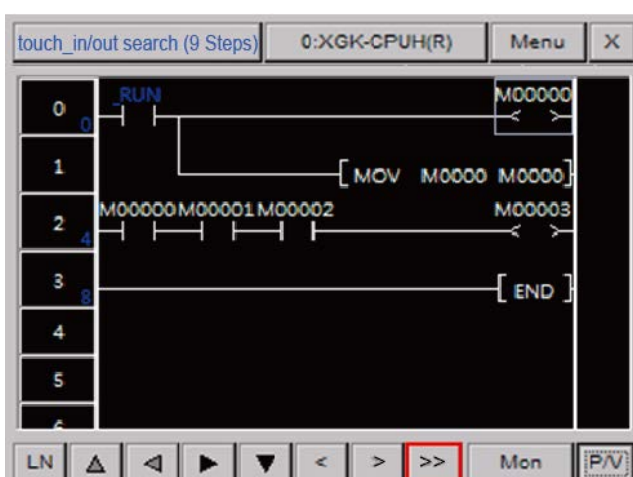 touch_in/out search (9 Steps) 0:XGK-CPUH(R) Menu X
0 0 _RUN M00000
1 MOV M0000 M0000
2 4 M00000 M00001 M00002 M00003
3 8 END
4
5
6
LN < > >> Mon P/V